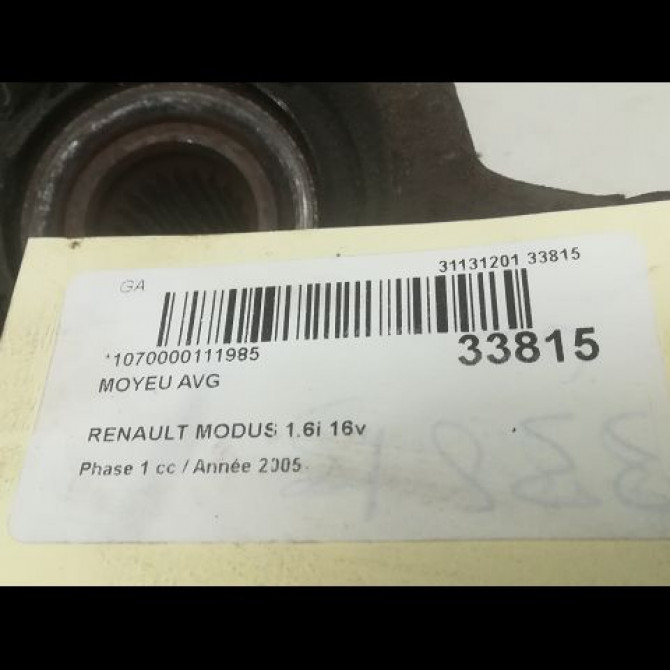 GA
31131201 33815
*1070000111985
33815
MOYEU AVG
RENAULT MODUS 1.6i 16v
Phase 1 cc / Année 2005